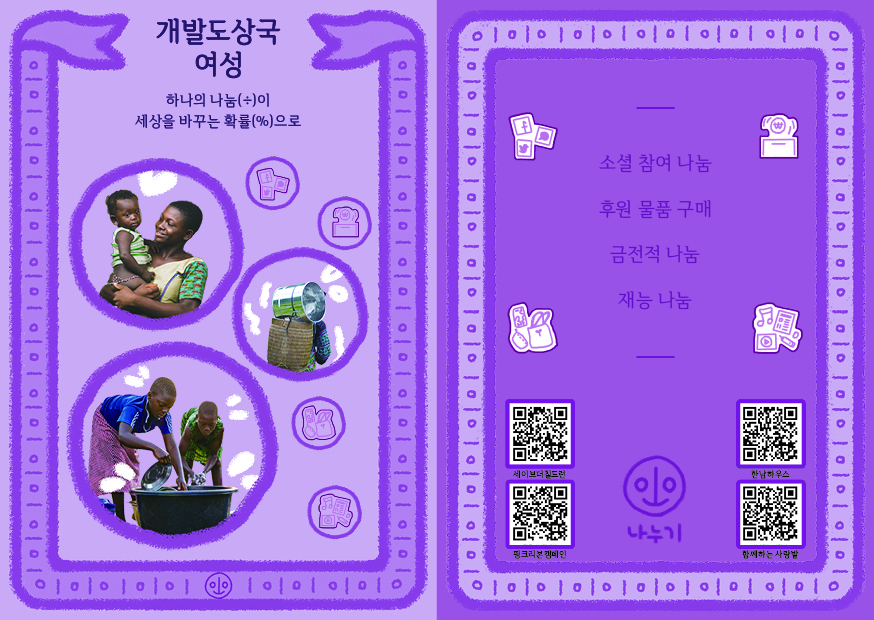 개발도상국
여성
하나의 나눔(÷)이
세상을 바꾸는 확률(%)으로
소셜 참여 나눔
후원 물품 구매
금전적 나눔
재능 나눔
세이브더칠드런
한남하우스
핑크리본캠페인
함께하는 사랑밭
나누기